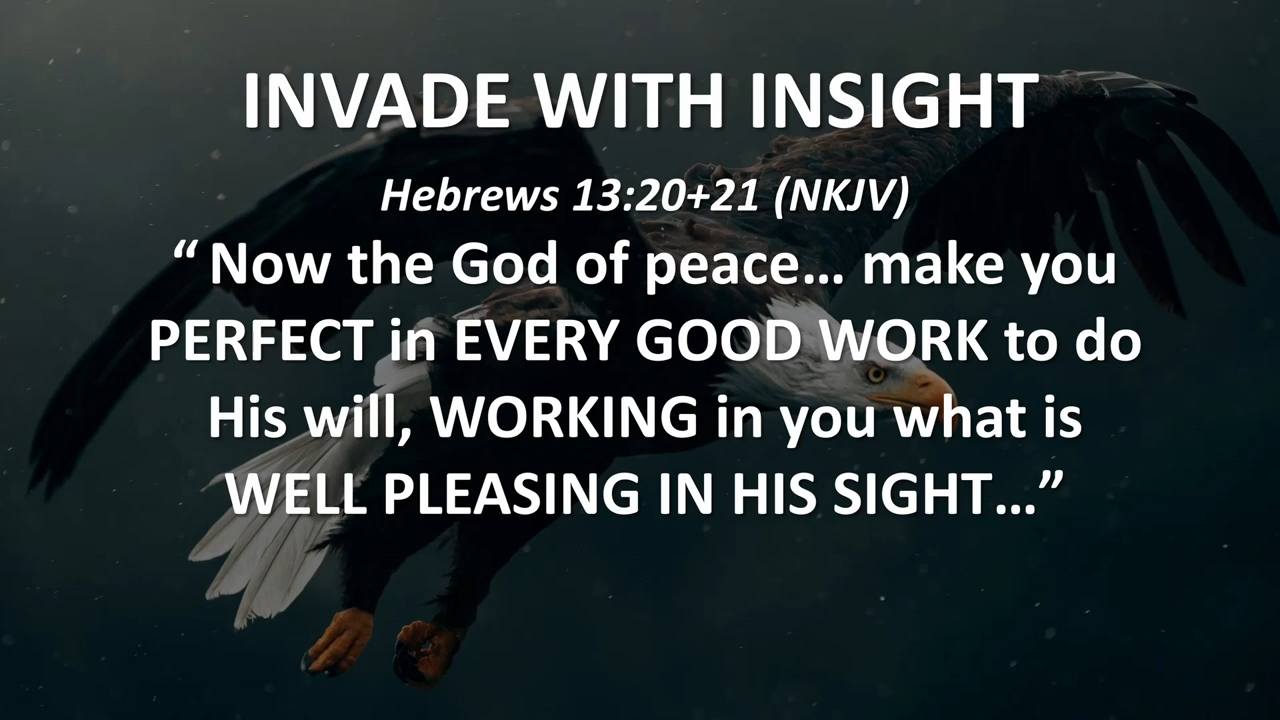 INVADE WITH INSIGHT
Hebrews 13:20+21 (NKJV)
“ Now the God of peace... make you
PERFECT in EVERY GOOD WORK to do
His will, WORKING in you what is
WELL PLEASING IN HIS SIGHT...”